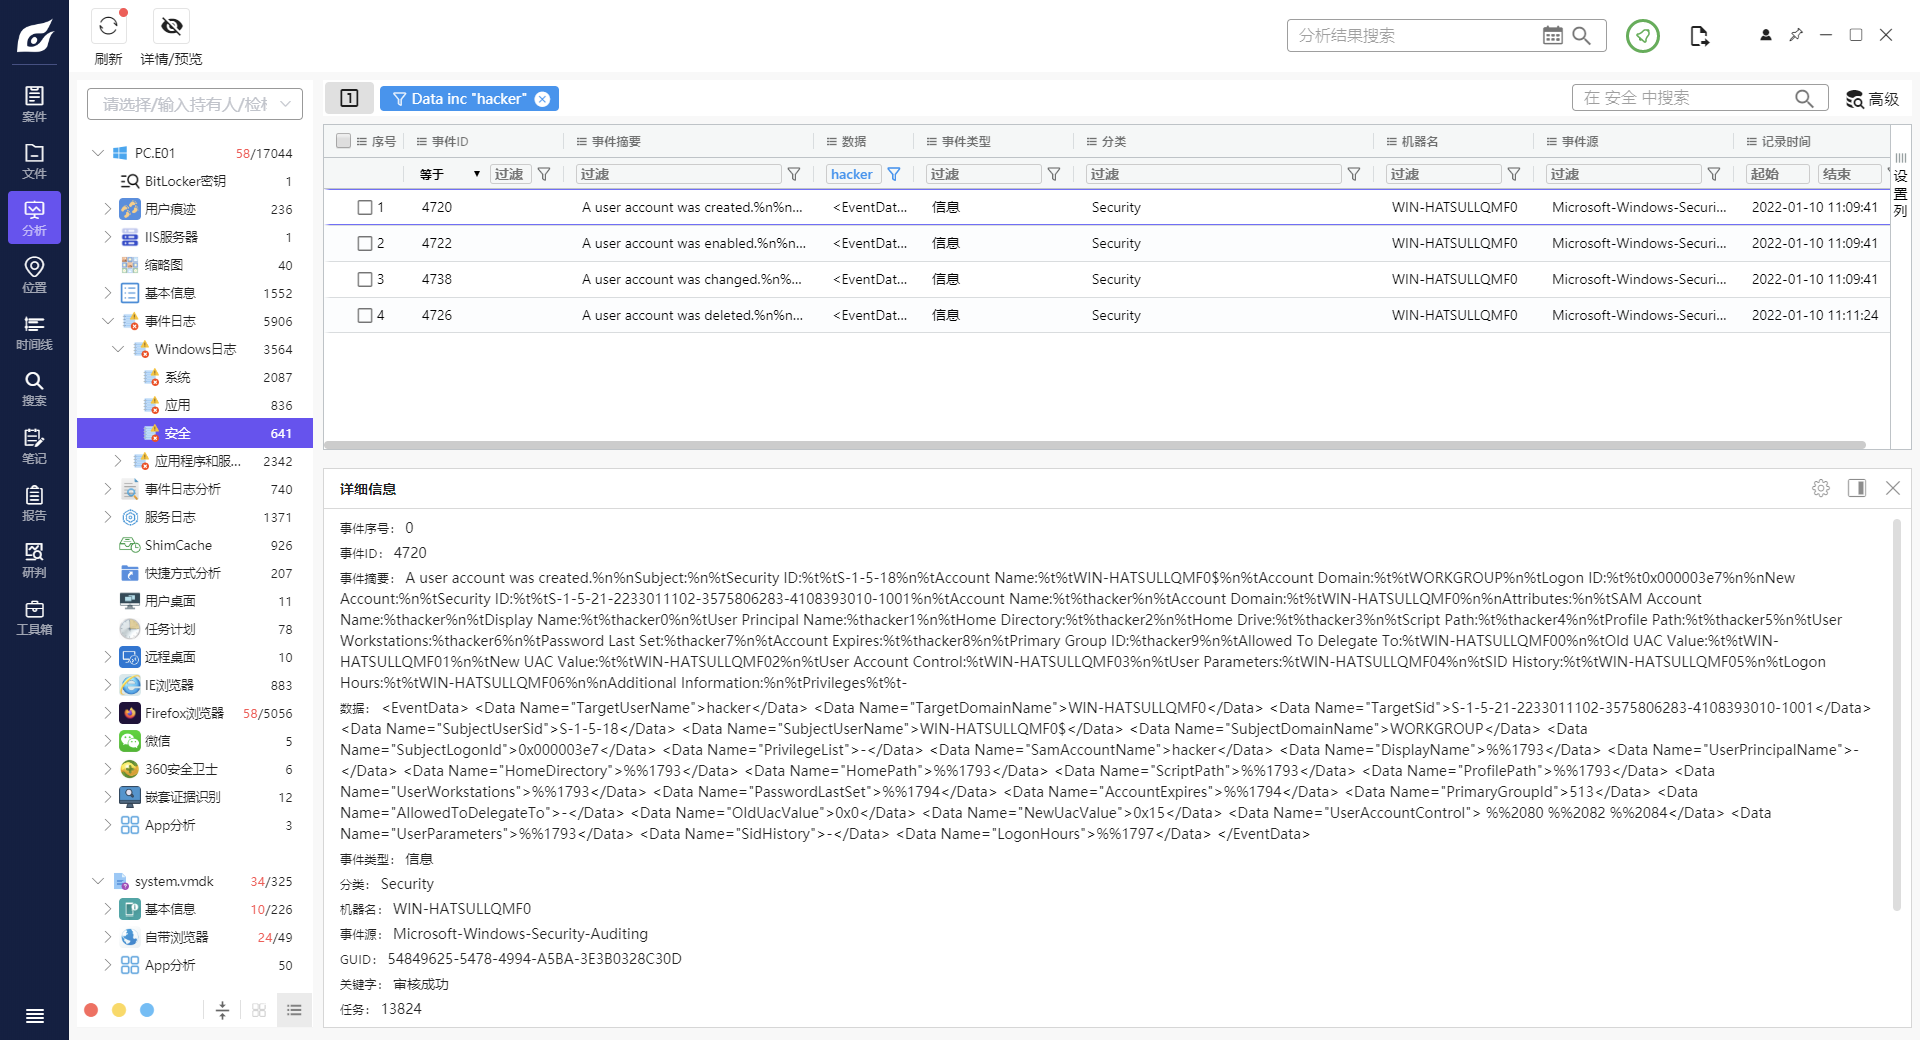 刷新
详情/预览
分析结果搜索
案件
文件
分析
位置
时间线
搜索
笔记
报告
研判
工具箱
请选择/输入持有人/检材
PC.E01 58/17044
BitLocker密钥 1
用户痕迹 236
IIS服务器 1
缩略图 40
基本信息 1552
事件日志 5906
Windows日志 3564
系统 2087
应用 836
安全 641
应用程序和服... 2342
事件日志分析 740
服务日志 1371
ShimCache 926
快捷方式分析 207
用户桌面 11
任务计划 78
远程桌面 10
IE浏览器 883
Firefox浏览器 58/5056
微信 5
360安全卫士 6
嵌套证据识别 12
App分析 3
system.vmdk 34/325
基本信息 10/226
自带浏览器 24/49
App分析 50
1 Data inc "hacker"
在 安全 中搜索
高级
序号 事件ID 事件摘要 数据 事件类型 分类 机器名 事件源 记录时间
等于 过滤 过滤 hacker 过滤 过滤 过滤 过滤 起始 结束
设置列
1 4720 A user account was created.%n%n... <EventDat... 信息 Security WIN-HATSULLQMF0 Microsoft-Windows-Securi... 2022-01-10 11:09:41
2 4722 A user account was enabled.%n%n... <EventDat... 信息 Security WIN-HATSULLQMF0 Microsoft-Windows-Securi... 2022-01-10 11:09:41
3 4738 A user account was changed.%n%... <EventDat... 信息 Security WIN-HATSULLQMF0 Microsoft-Windows-Securi... 2022-01-10 11:09:41
4 4726 A user account was deleted.%n%n... <EventDat... 信息 Security WIN-HATSULLQMF0 Microsoft-Windows-Securi... 2022-01-10 11:11:24
详细信息
事件序号： 0
事件ID： 4720
事件摘要： A user account was created.%n%nSubject:%n%tSecurity ID:%t%tS-1-5-18%n%tAccount Name:%t%tWIN-HATSULLQMF0$%n%tAccount Domain:%t%tWORKGROUP%n%tLogon ID:%t%t0x000003e7%n%nNew
Account:%n%tSecurity ID:%t%tS-1-5-21-2233011102-3575806283-4108393010-1001%n%tAccount Name:%t%thacker%n%tAccount Domain:%t%tWIN-HATSULLQMF0%n%nAttributes:%n%tSAM Account
Name:%thacker%n%tDisplay Name:%t%thacker0%n%tUser Principal Name:%thacker1%n%tHome Directory:%t%thacker2%n%tHome Drive:%t%thacker3%n%tScript Path:%t%thacker4%n%tProfile Path:%t%thacker5%n%tUser
Workstations:%thacker6%n%tPassword Last Set:%thacker7%n%tAccount Expires:%t%thacker8%n%tPrimary Group ID:%thacker9%n%tAllowed To Delegate To:%tWIN-HATSULLQMF00%n%tOld UAC Value:%t%tWIN-
HATSULLQMF01%n%tNew UAC Value:%t%tWIN-HATSULLQMF02%n%tUser Account Control:%tWIN-HATSULLQMF03%n%tUser Parameters:%tWIN-HATSULLQMF04%n%tSID History:%t%tWIN-HATSULLQMF05%n%tLogon
Hours:%t%tWIN-HATSULLQMF06%n%nAdditional Information:%n%tPrivileges%t%t-
数据： <EventData> <Data Name="TargetUserName">hacker</Data> <Data Name="TargetDomainName">WIN-HATSULLQMF0</Data> <Data Name="TargetSid">S-1-5-21-2233011102-3575806283-4108393010-1001</Data>
<Data Name="SubjectUserSid">S-1-5-18</Data> <Data Name="SubjectUserName">WIN-HATSULLQMF0$</Data> <Data Name="SubjectDomainName">WORKGROUP</Data> <Data
Name="SubjectLogonId">0x000003e7</Data> <Data Name="PrivilegeList">-</Data> <Data Name="SamAccountName">hacker</Data> <Data Name="DisplayName">%%1793</Data> <Data Name="UserPrincipalName">-
</Data> <Data Name="HomeDirectory">%%1793</Data> <Data Name="HomePath">%%1793</Data> <Data Name="ScriptPath">%%1793</Data> <Data Name="ProfilePath">%%1793</Data> <Data
Name="UserWorkstations">%%1793</Data> <Data Name="PasswordLastSet">%%1794</Data> <Data Name="AccountExpires">%%1794</Data> <Data Name="PrimaryGroupId">513</Data> <Data
Name="AllowedToDelegateTo">-</Data> <Data Name="OldUacValue">0x0</Data> <Data Name="NewUacValue">0x15</Data> <Data Name="UserAccountControl"> %%2080 %%2082 %%2084</Data> <Data
Name="UserParameters">%%1793</Data> <Data Name="SidHistory">-</Data> <Data Name="LogonHours">%%1797</Data> </EventData>
事件类型： 信息
分类： Security
机器名： WIN-HATSULLQMF0
事件源： Microsoft-Windows-Security-Auditing
GUID： 54849625-5478-4994-A5BA-3E3B0328C30D
关键字： 审核成功
任务： 13824